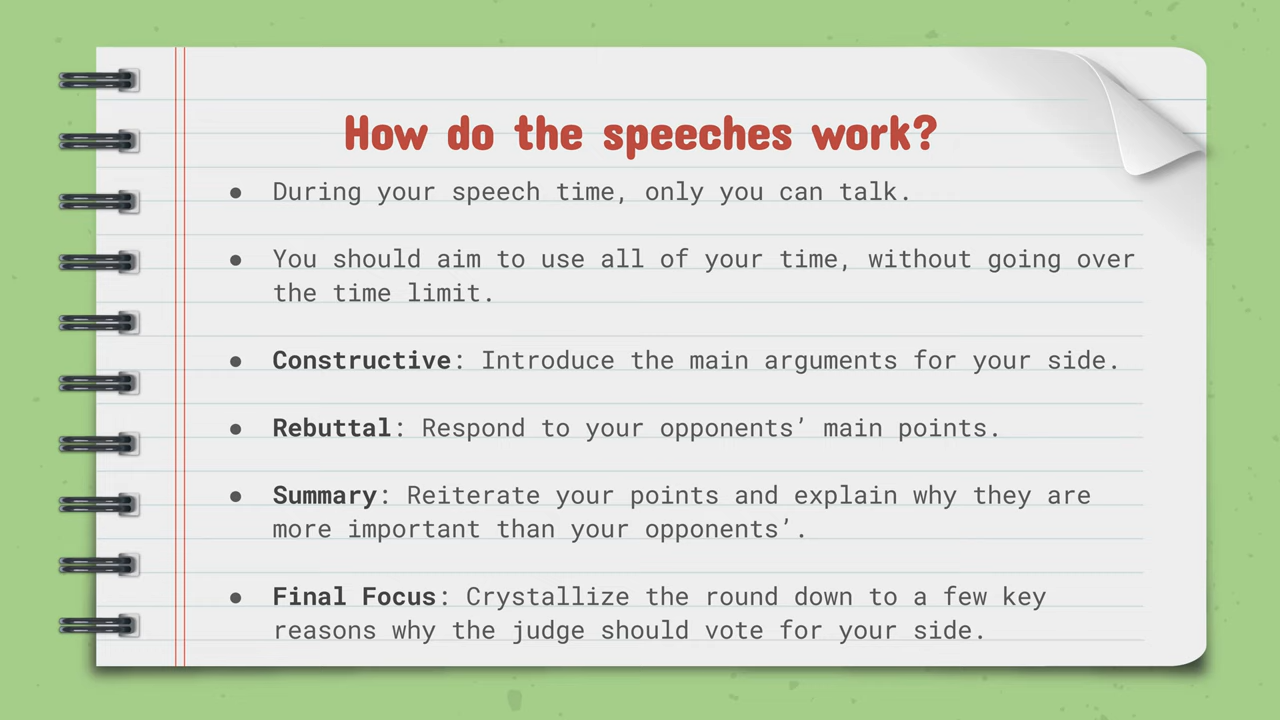 How do the speeches work?
● During your speech time, only you can talk.
● You should aim to use all of your time, without going over
the time limit.
● Constructive: Introduce the main arguments for your side.
● Rebuttal: Respond to your opponents’ main points.
● Summary: Reiterate your points and explain why they are
more important than your opponents’.
● Final Focus: Crystallize the round down to a few key
reasons why the judge should vote for your side.